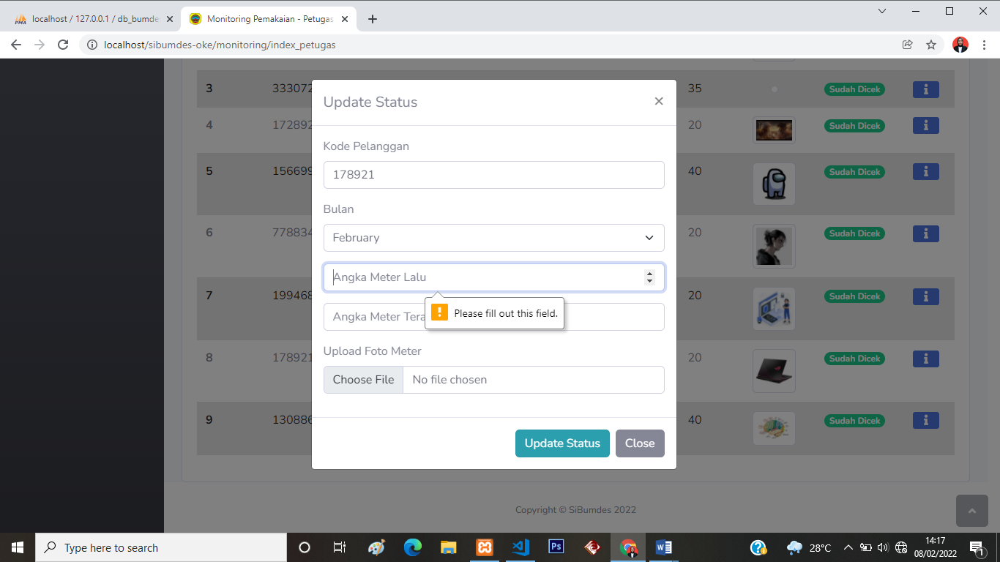 localhost / 127.0.0.1 / db_bumde
Monitoring Pemakaian - Petugas
localhost/sibumdes-oke/monitoring/index_petugas
3 333072 35 Sudah Dicek
Update Status
4 172892 20 Sudah Dicek
Kode Pelanggan
178921
5 156699 40 Sudah Dicek
Bulan
February
6 778834 20 Sudah Dicek
Angka Meter Lalu
Please fill out this field.
7 199468 20 Sudah Dicek
Angka Meter Tera
Upload Foto Meter
8 178921 20 Sudah Dicek
Choose File No file chosen
9 130886 40 Sudah Dicek
Update Status Close
Copyright © SiBumdes 2022
Type here to search
28°C
14:17
08/02/2022
1